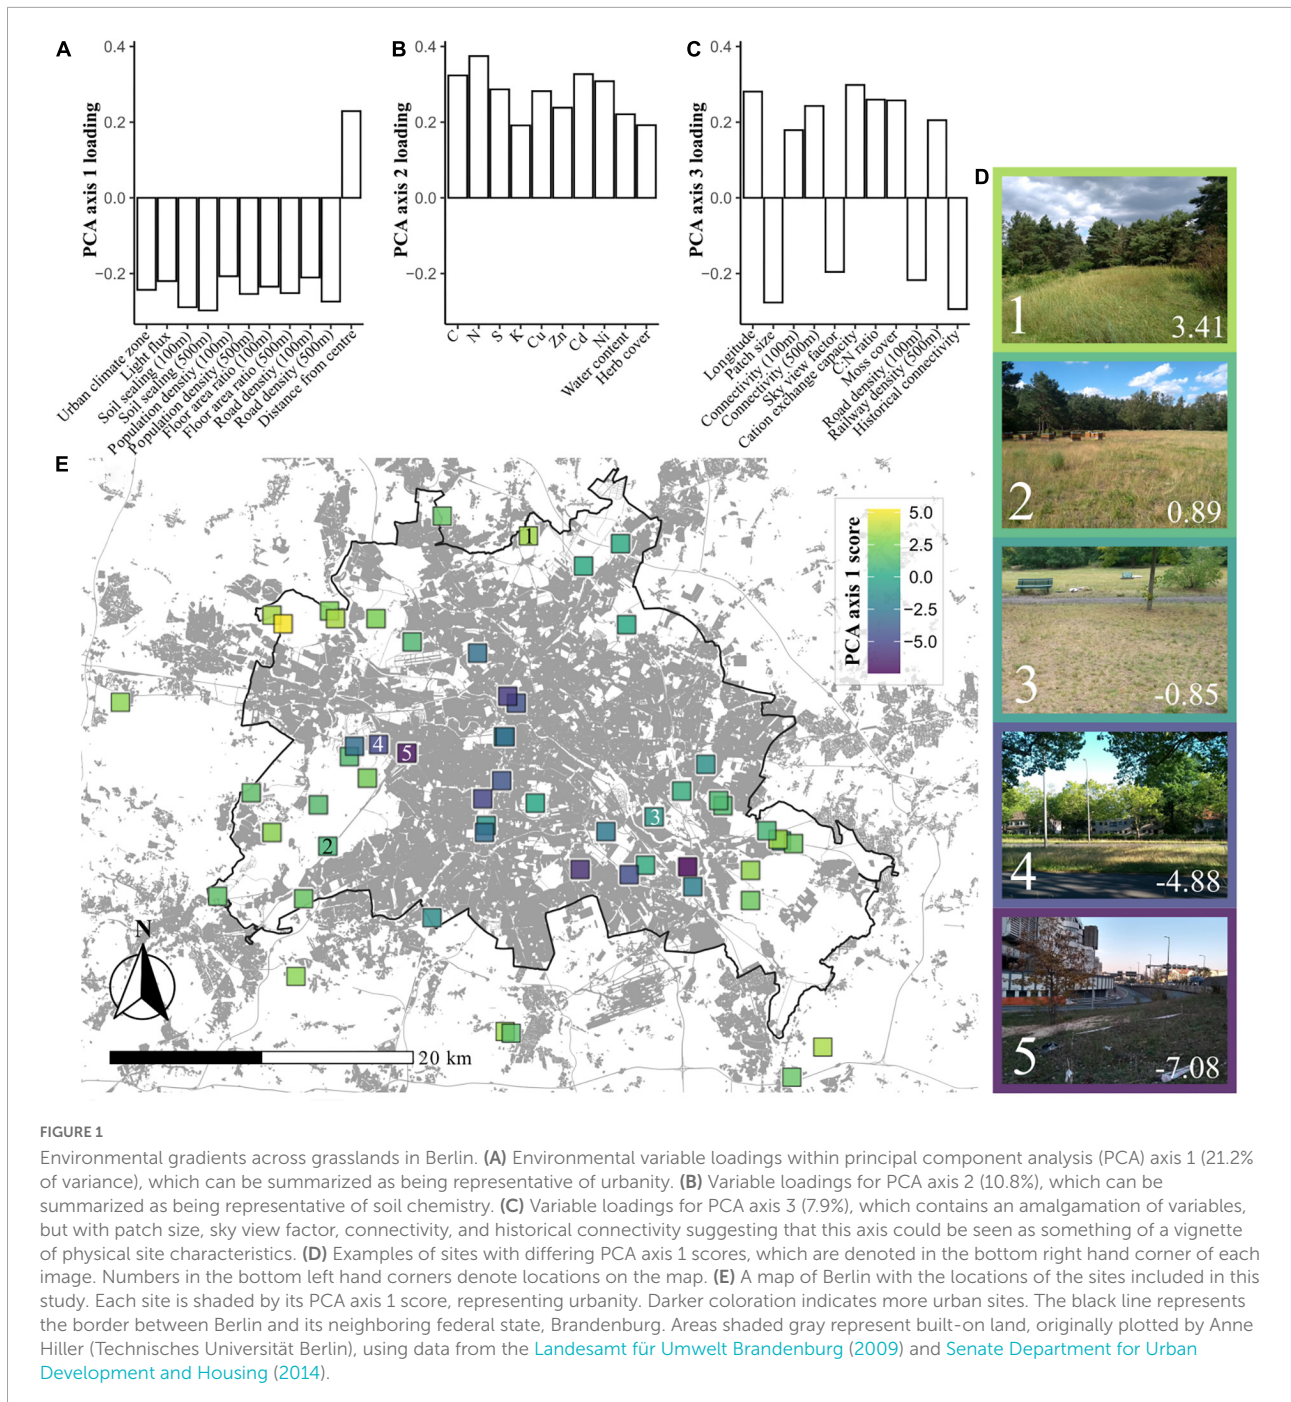 A
0.4
0.2
0.0
−0.2
PCA axis 1 loading
Urban climate zone
Light flux
Soil sealing (100m)
Soil sealing (500m)
Population density (100m)
Population density (500m)
Floor area ratio (100m)
Floor area ratio (500m)
Road density (100m)
Road density (500m)
Distance from centre
B
0.4
0.2
0.0
−0.2
PCA axis 2 loading
C
N
S
K
Cu
Zn
Cd
Ni
Water content
Herb cover
C
0.4
0.2
0.0
−0.2
PCA axis 3 loading
Longitude
Patch size
Connectivity (100m)
Connectivity (500m)
Sky view factor
Cation exchange capacity
C:N ratio
Moss cover
Road density (100m)
Railway density (500m)
Historical connectivity
D
1
3.41
2
0.89
3
-0.85
4
-4.88
5
-7.08
E
PCA axis 1 score
5.0
2.5
0.0
−2.5
−5.0
1
4
5
3
2
N
20 km
FIGURE 1
Environmental gradients across grasslands in Berlin. (A) Environmental variable loadings within principal component analysis (PCA) axis 1 (21.2%
of variance), which can be summarized as being representative of urbanity. (B) Variable loadings for PCA axis 2 (10.8%), which can be
summarized as being representative of soil chemistry. (C) Variable loadings for PCA axis 3 (7.9%), which contains an amalgamation of variables,
but with patch size, sky view factor, connectivity, and historical connectivity suggesting that this axis could be seen as something of a vignette
of physical site characteristics. (D) Examples of sites with differing PCA axis 1 scores, which are denoted in the bottom right hand corner of each
image. Numbers in the bottom left hand corners denote locations on the map. (E) A map of Berlin with the locations of the sites included in this
study. Each site is shaded by its PCA axis 1 score, representing urbanity. Darker coloration indicates more urban sites. The black line represents
the border between Berlin and its neighboring federal state, Brandenburg. Areas shaded gray represent built-on land, originally plotted by Anne
Hiller (Technisches Universität Berlin), using data from the Landesamt für Umwelt Brandenburg (2009) and Senate Department for Urban
Development and Housing (2014).